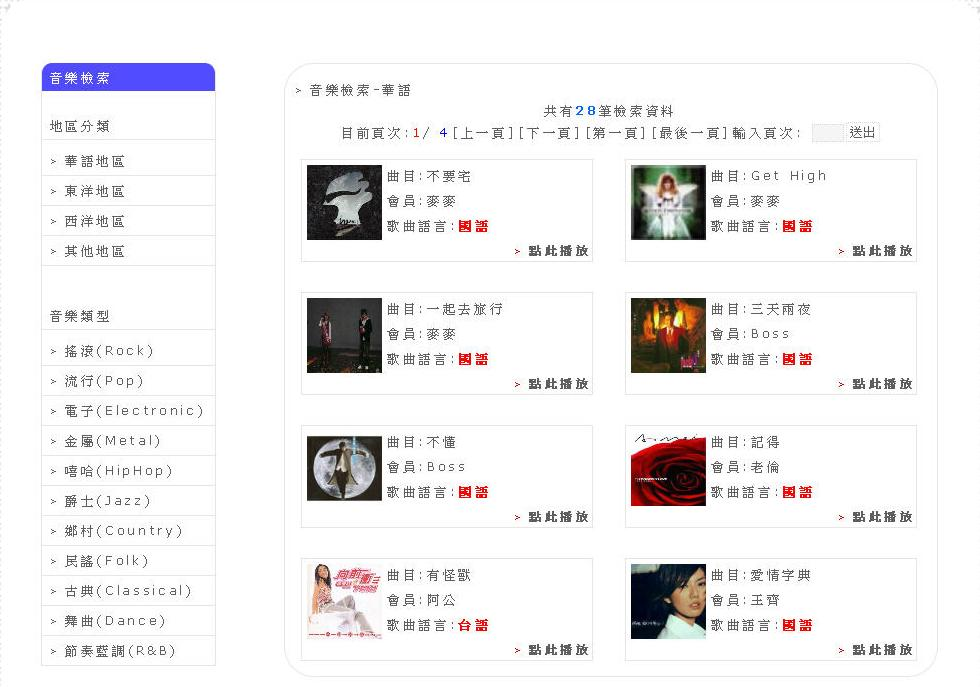 音樂檢索
地區分類
> 華語地區
> 東洋地區
> 西洋地區
> 其他地區
音樂類型
> 搖滾(Rock)
> 流行(Pop)
> 電子(Electronic)
> 金屬(Metal)
> 嘻哈(HipHop)
> 爵士(Jazz)
> 鄉村(Country)
> 民謠(Folk)
> 古典(Classical)
> 舞曲(Dance)
> 節奏藍調(R&B)
> 音樂檢索-華語
共有28筆檢索資料
目前頁次:1/ 4[上一頁][下一頁][第一頁][最後一頁]輸入頁次: 送出
曲目:不要宅
會員:麥麥
歌曲語言:國語
> 點此播放
曲目:Get High
會員:麥麥
歌曲語言:國語
> 點此播放
曲目:一起去旅行
會員:麥麥
歌曲語言:國語
> 點此播放
曲目:三天兩夜
會員:Boss
歌曲語言:國語
> 點此播放
曲目:不懂
會員:Boss
歌曲語言:國語
> 點此播放
A-mei
曲目:記得
會員:老倫
歌曲語言:國語
> 點此播放
向前衝
曲目:有怪獸
會員:阿公
歌曲語言:台語
> 點此播放
曲目:愛情字典
會員:王齊
歌曲語言:國語
> 點此播放